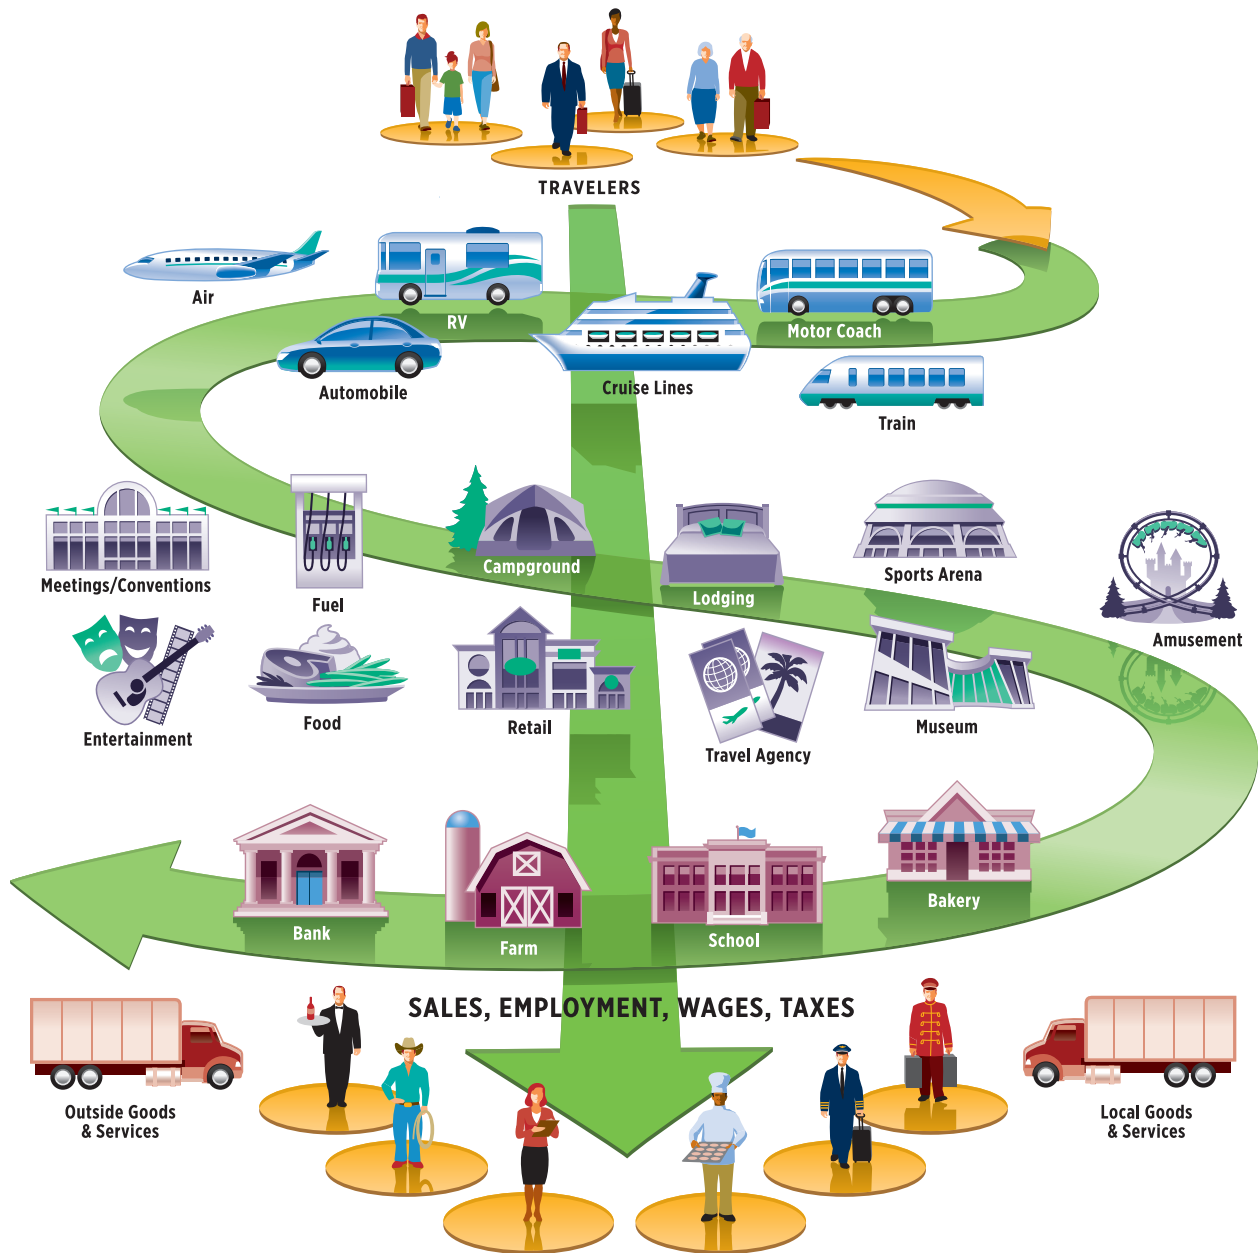 TRAVELERS
Air
RV
Motor Coach
Automobile
Cruise Lines
Train
Meetings/Conventions
Fuel
Campground
Lodging
Sports Arena
Amusement
Entertainment
Food
Retail
Travel Agency
Museum
Bank
Farm
School
Bakery
SALES, EMPLOYMENT, WAGES, TAXES
Outside Goods
& Services
Local Goods
& Services